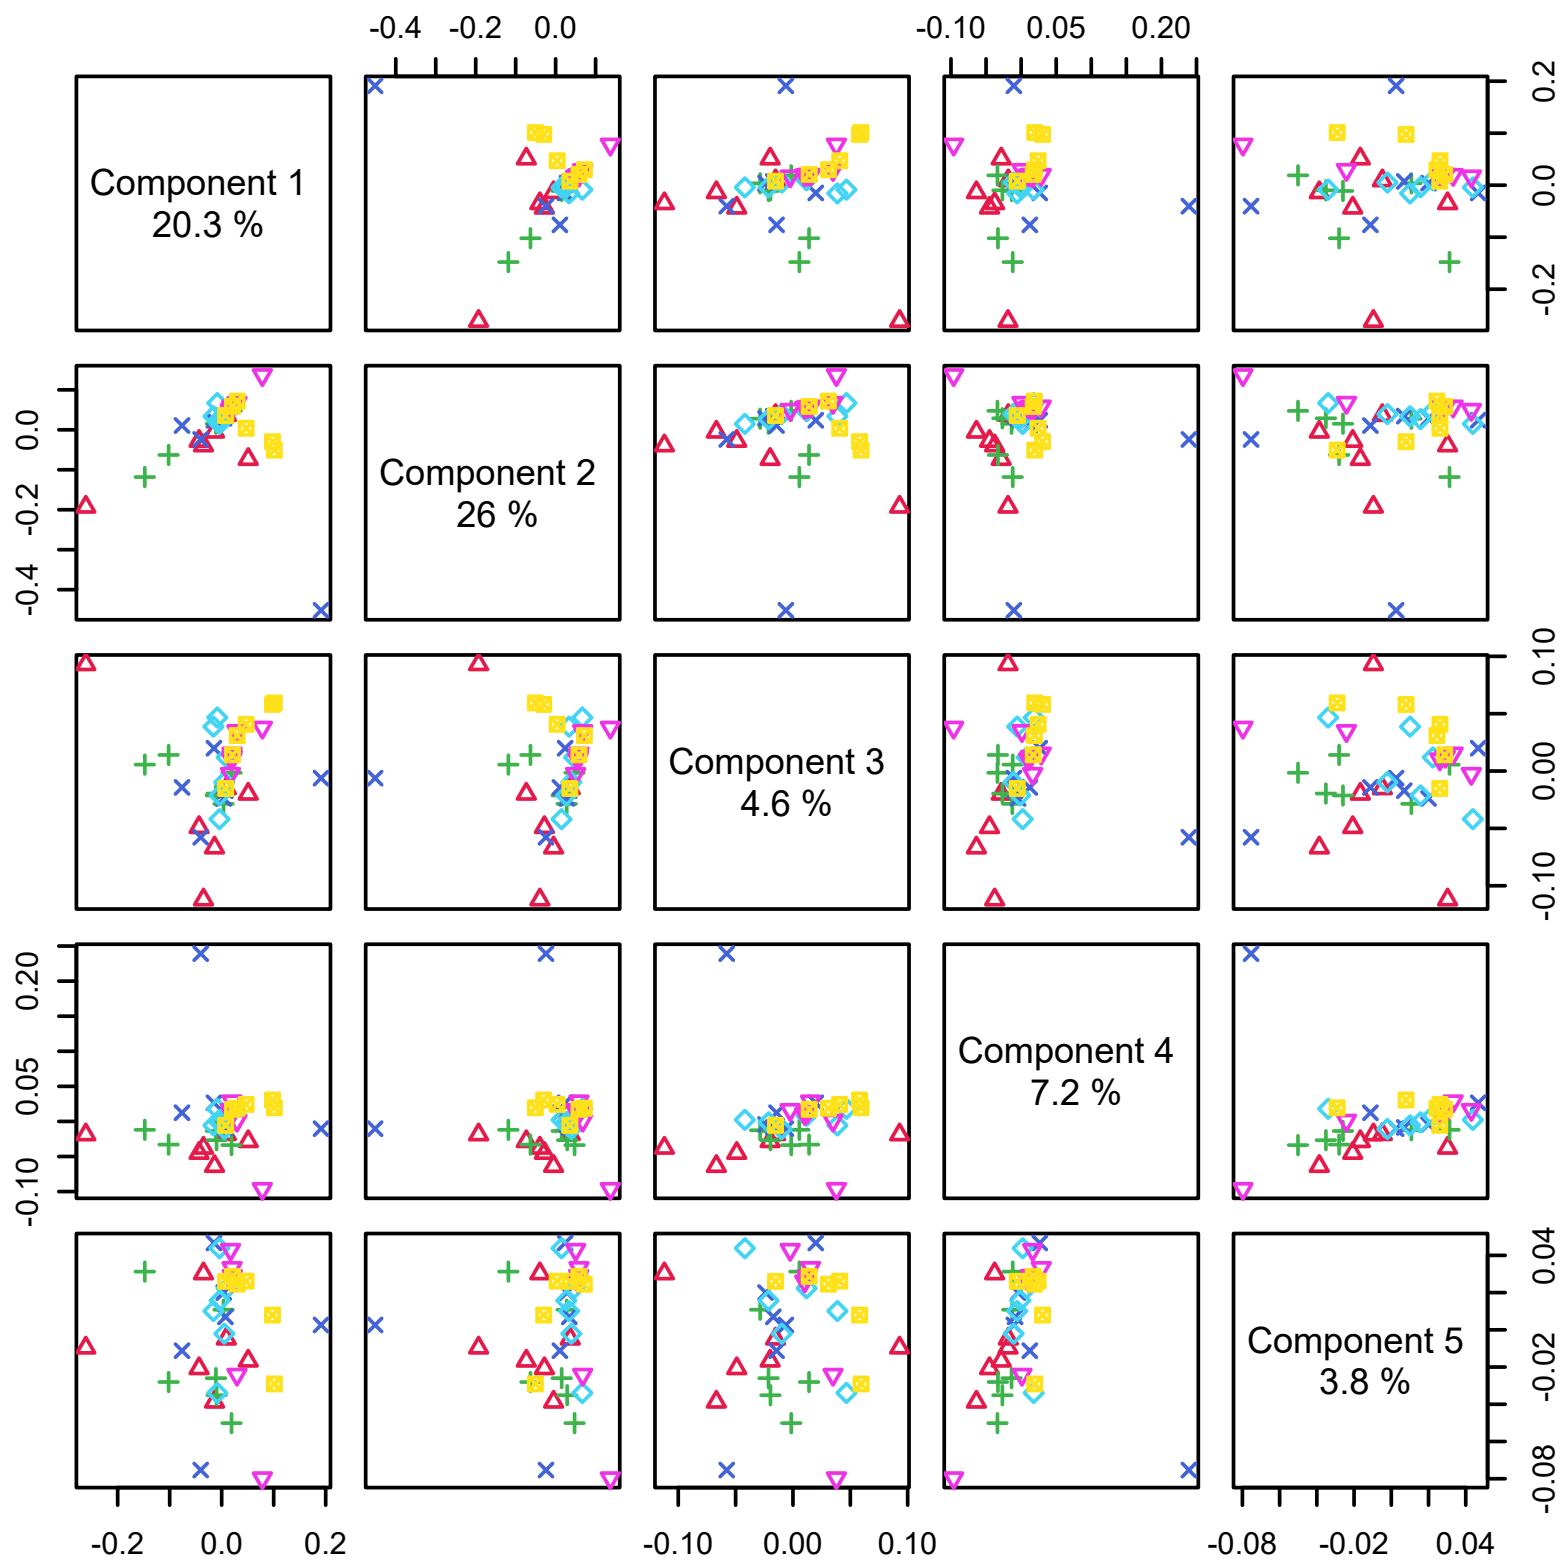 -0.4 -0.2 0.0 -0.10 0.05 0.20
Component 1
20.3 %
-0.2 0.0 0.2
0.0 -0.2 -0.4
Component 2
26 %
Component 3
4.6 %
-0.10 0.00 0.10
0.20 0.05 -0.10
Component 4
7.2 %
Component 5
3.8 %
0.04 -0.02 -0.08
-0.2 0.0 0.2 -0.10 0.00 0.10 -0.08 -0.02 0.04